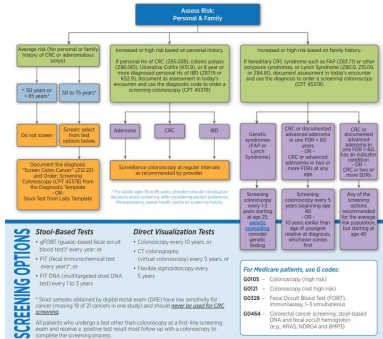 Assess Risk:
Personal & Family
Average risk (No personal or family
history of CRC or adenomatous
polyp).
Increased or high risk based on personal history.
If personal Hx of CRC (Z85.038), colonic polyps
(Z86.010), Ulcerative Colitis (K51.9), or 8 year or
more diagnosed personal Hx of IBD (Z87.19 or
K52.9), document as assessment in today's
encounter and use the diagnostic code to order a
screening colonoscopy (CPT 45378)
Increased or high risk based on family history.
If hereditary CRC syndrome such as FAP (Z83.71) or other
polyposis syndromes, or Lynch Syndrome (Z80.0, Z15.09,
or Z84.81), document assessment in today's encounter
and use the diagnosis to order a screening colonoscopy
(CPT 45378)
< 50 years or
> 85 years*
50 to 75 years*
Do not screen
Screen; select
from test
options below.
Adenoma
CRC
IBD
Genetic
syndromes
(FAP or
Lynch
Syndrome)
CRC or documented
advanced adenoma
in one FDR < 60
years
- OR -
CRC or advanced
adenomas in two or
more FDRs at any
age
CRC or
documented
advanced
adenoma in
one FDR ≥ 60,
has an indicator
condition
- OR -
CRC in two or
more SDRs
Document the diagnosis
"Screen Colon Cancer" (Z12.22)
and Order: Screening
Colonoscopy (CPT 45378) from
the Diagnostic Template
- OR-
Stool Test from Labs Template
Surveillance colonoscopy at regular intervals
as recommended by provider.
* For adults ages 76 to 85 years, providers should individualize
decisions about screening, after considering patient preference,
life expectancy, overall health, and prior screening history.
Screening
colonoscopy
every 1-3
years
starting at
age 25,
genetic
counseling
consider
genetic
testing
Screening
colonoscopy every
5 years
beginning age
40
- OR -
10 years earlier than
age of youngest
relative at diagnosis,
whichever comes
first
Any of the
screening
options
recommended for
the average
risk population, but
starting at age
40
SCREENING OPTIONS
Stool-Based Tests
• gFOBT (guaiac-based fecal occult
blood test)* every year; or
• FIT (fecal immunochemical test
every year)*; or
• FIT DNA (multitargeted stool DNA
test) every 1 to 3 years
Direct Visualization Tests
• Colonoscopy every 10 years, or
• CT colonography
(virtual colonoscopy) every 5 years, or
• Flexible sigmoidoscopy every
5 years
* Stool samples obtained by digital rectal exam (DRE) have low sensitivity for
cancer (missing 19 of 21 cancers in one study) and should never be used for CRC
screening.
All patients who undergo a test other than colonoscopy as a first-line screening
exam and receive a positive test result must follow up with a colonoscopy to
complete the screening process.
For Medicare patients, use G codes:
G0105 - Colonoscopy (high risk)
G0121 - Colonoscopy (not high risk)
G0328 - Fecal Occult Blood Test (FOBT),
immunoassay, 1-3 simultaneous
G0464 - Colorectal cancer screening; stool-based
DNA and fecal occult hemoglobin
(e.g., KRAS, NDRG4 and BMP3)